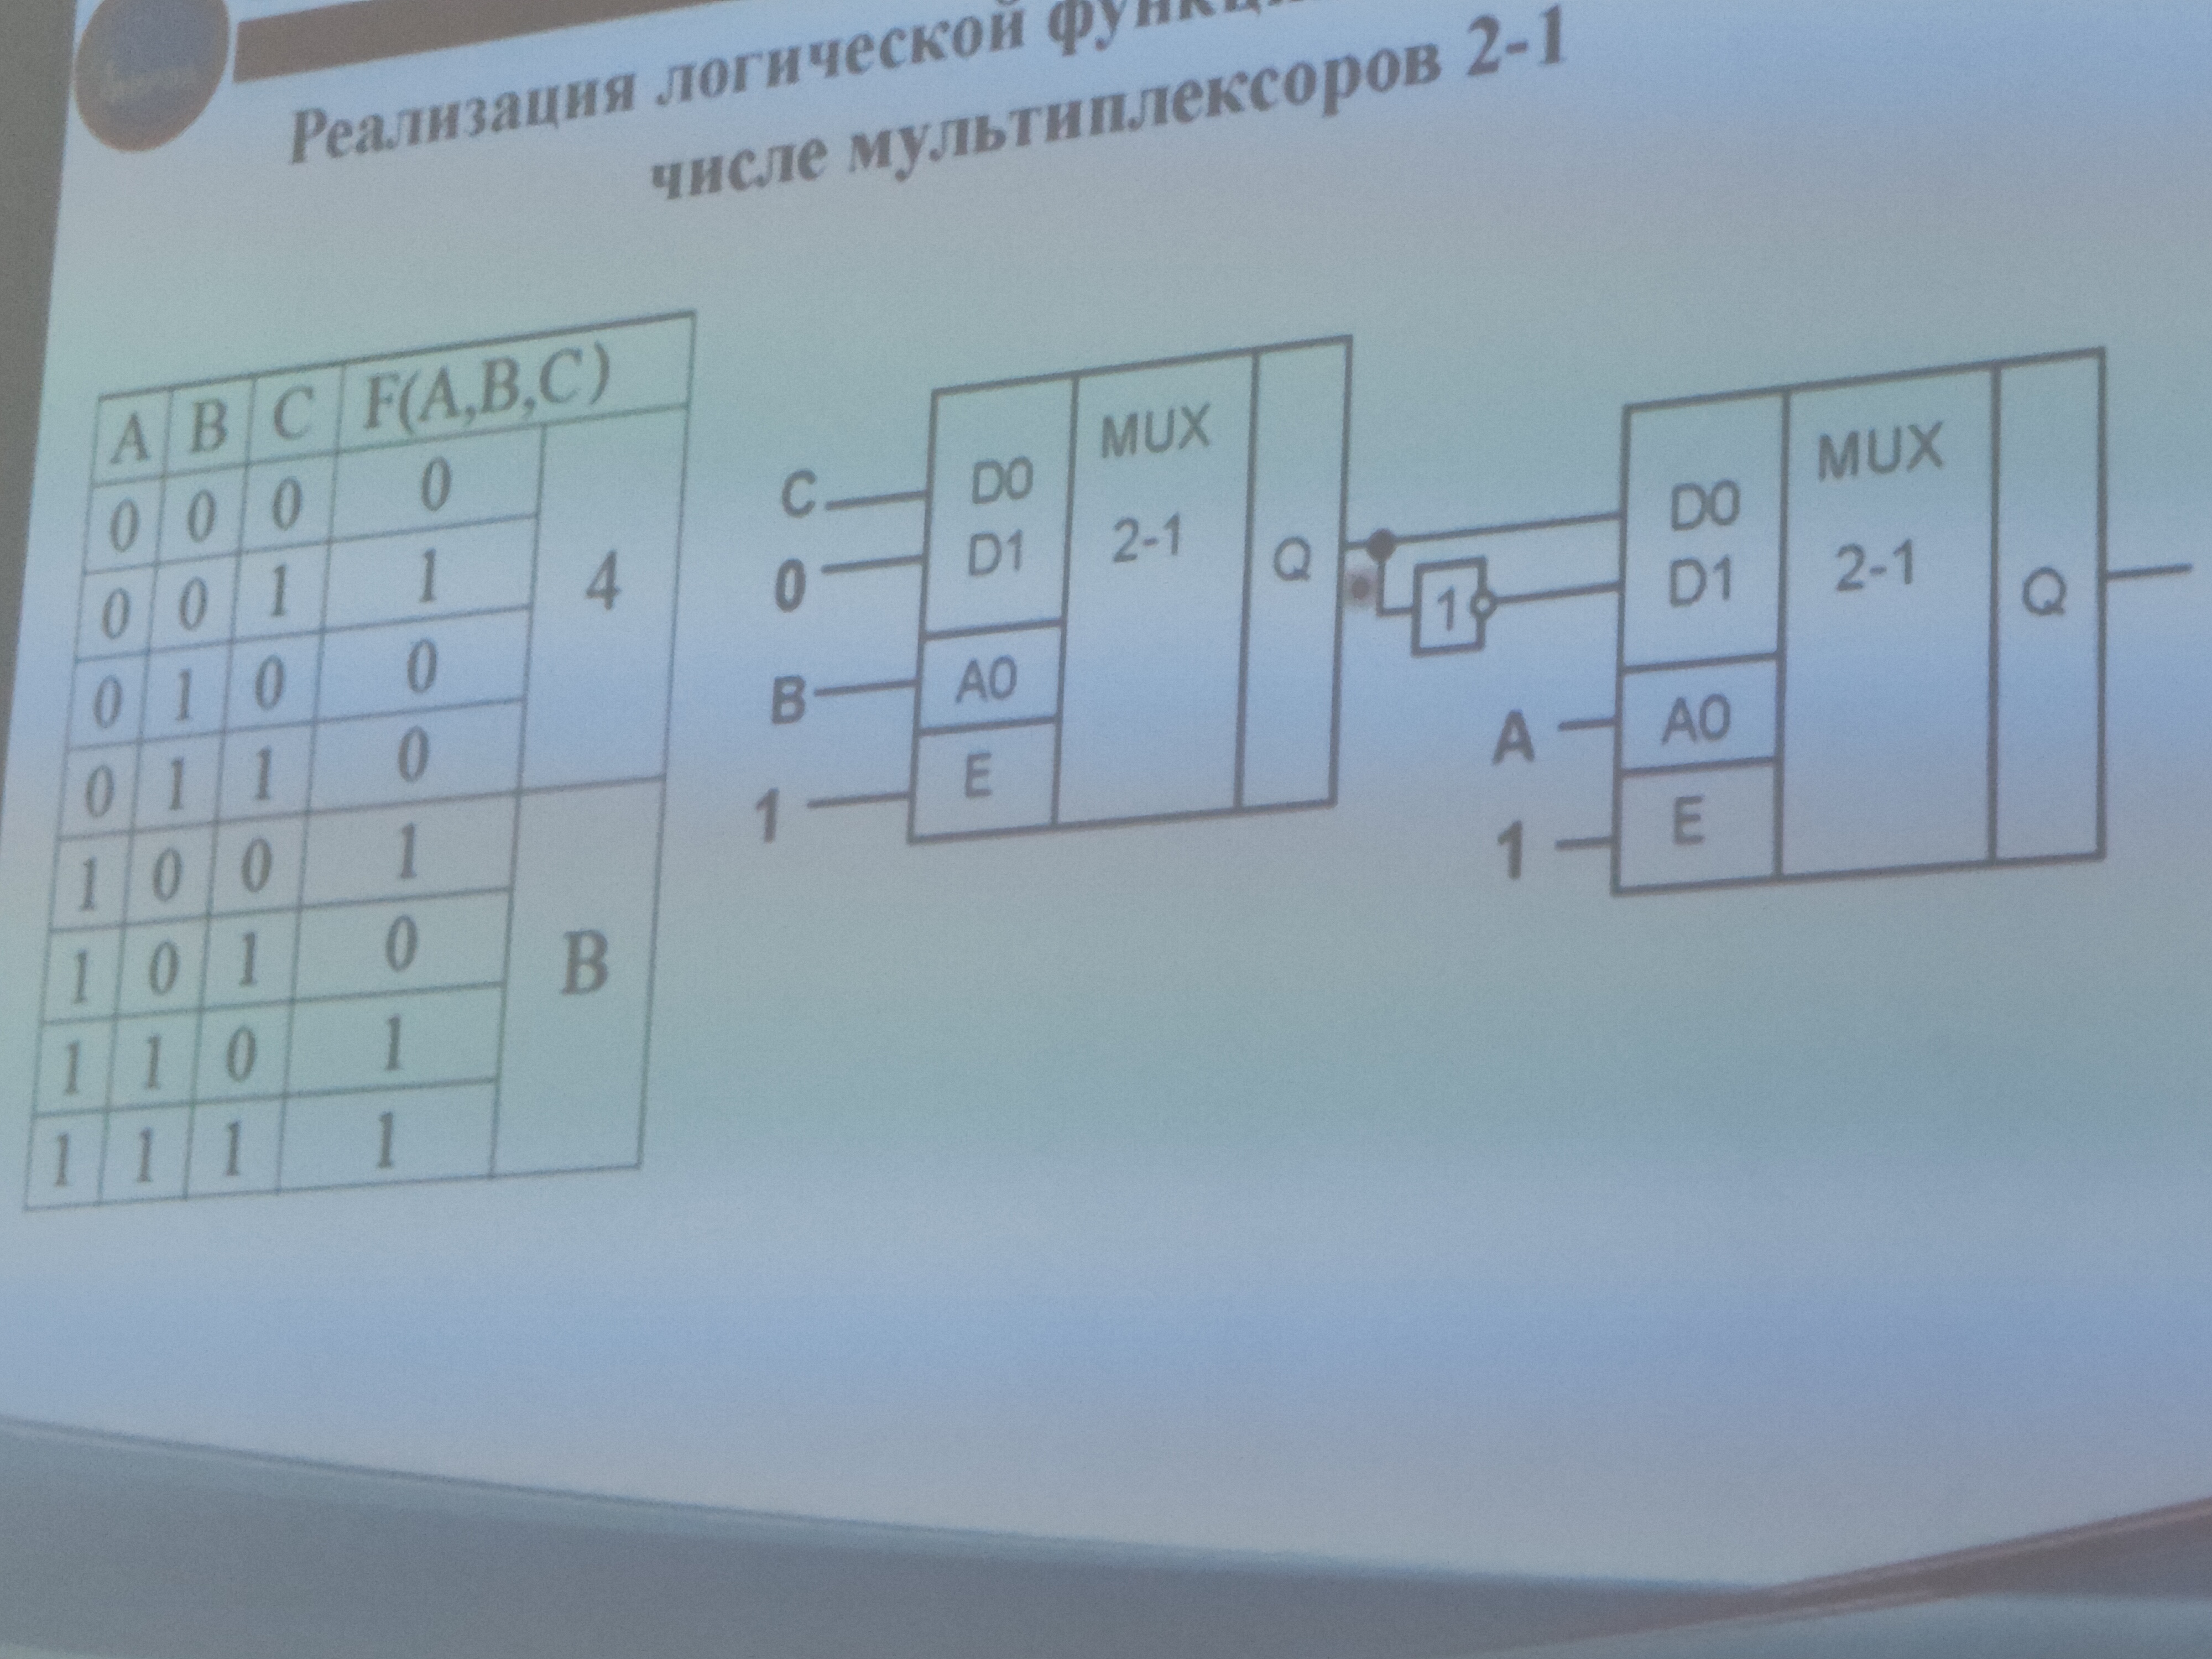 Реализация логической
числе мультиплексоров 2-1
A B C F(A,B,C)
0 0 0 0
0 0 1 1
4
0 1 0 0
0 1 1 0
1 0 0 1
1 0 1 0
B
1 1 0 1
1 1 1 1
C D0 MUX
0 D1 2-1 Q
B A0
1 E
1
D0 MUX
D1 2-1 Q
A A0
1 E